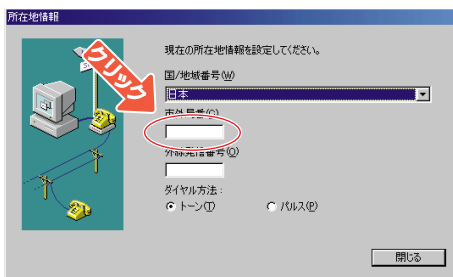 所在地情報
現在の所在地情報を設定してください。
国/地域番号(W)
日本
クリック
市外局番(C)
外線発信番号(O)
ダイヤル方法:
トーン(T)
パルス(P)
閉じる